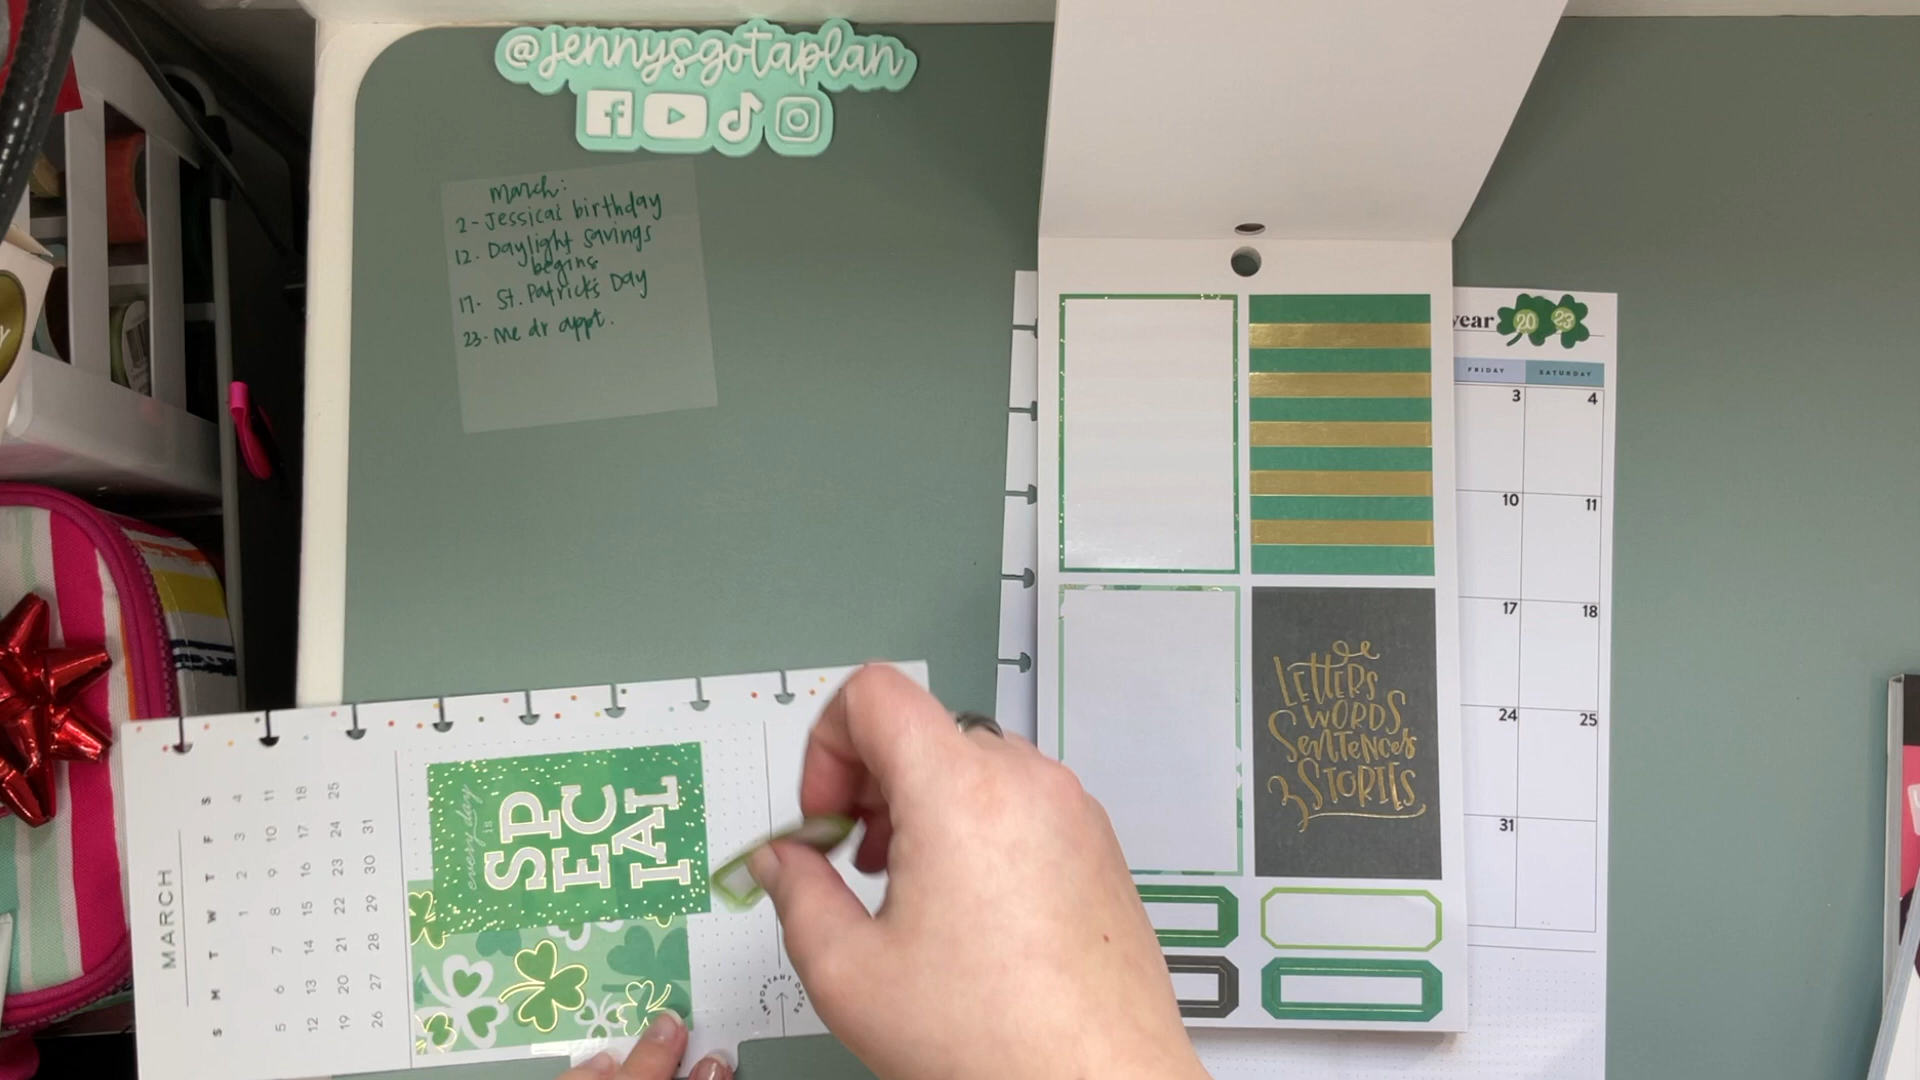 @jennysgotaplan
March:
2 - Jessica's birthday
12. Daylight savings
begins
17. St. Patrick's Day
23. me dr appt.
year 20 23
FRIDAY SATURDAY
3 4
10 11
17 18
24 25
31
LETTERS
WORDS
SENTENCES
& STORIES
MARCH
S M T W T F S
1 2 3 4
5 6 7 8 9 10 11
12 13 14 15 16 17 18
19 20 21 22 23 24 25
26 27 28 29 30 31
every day
is
SP
EC
IAL
IMPORTANT DATES